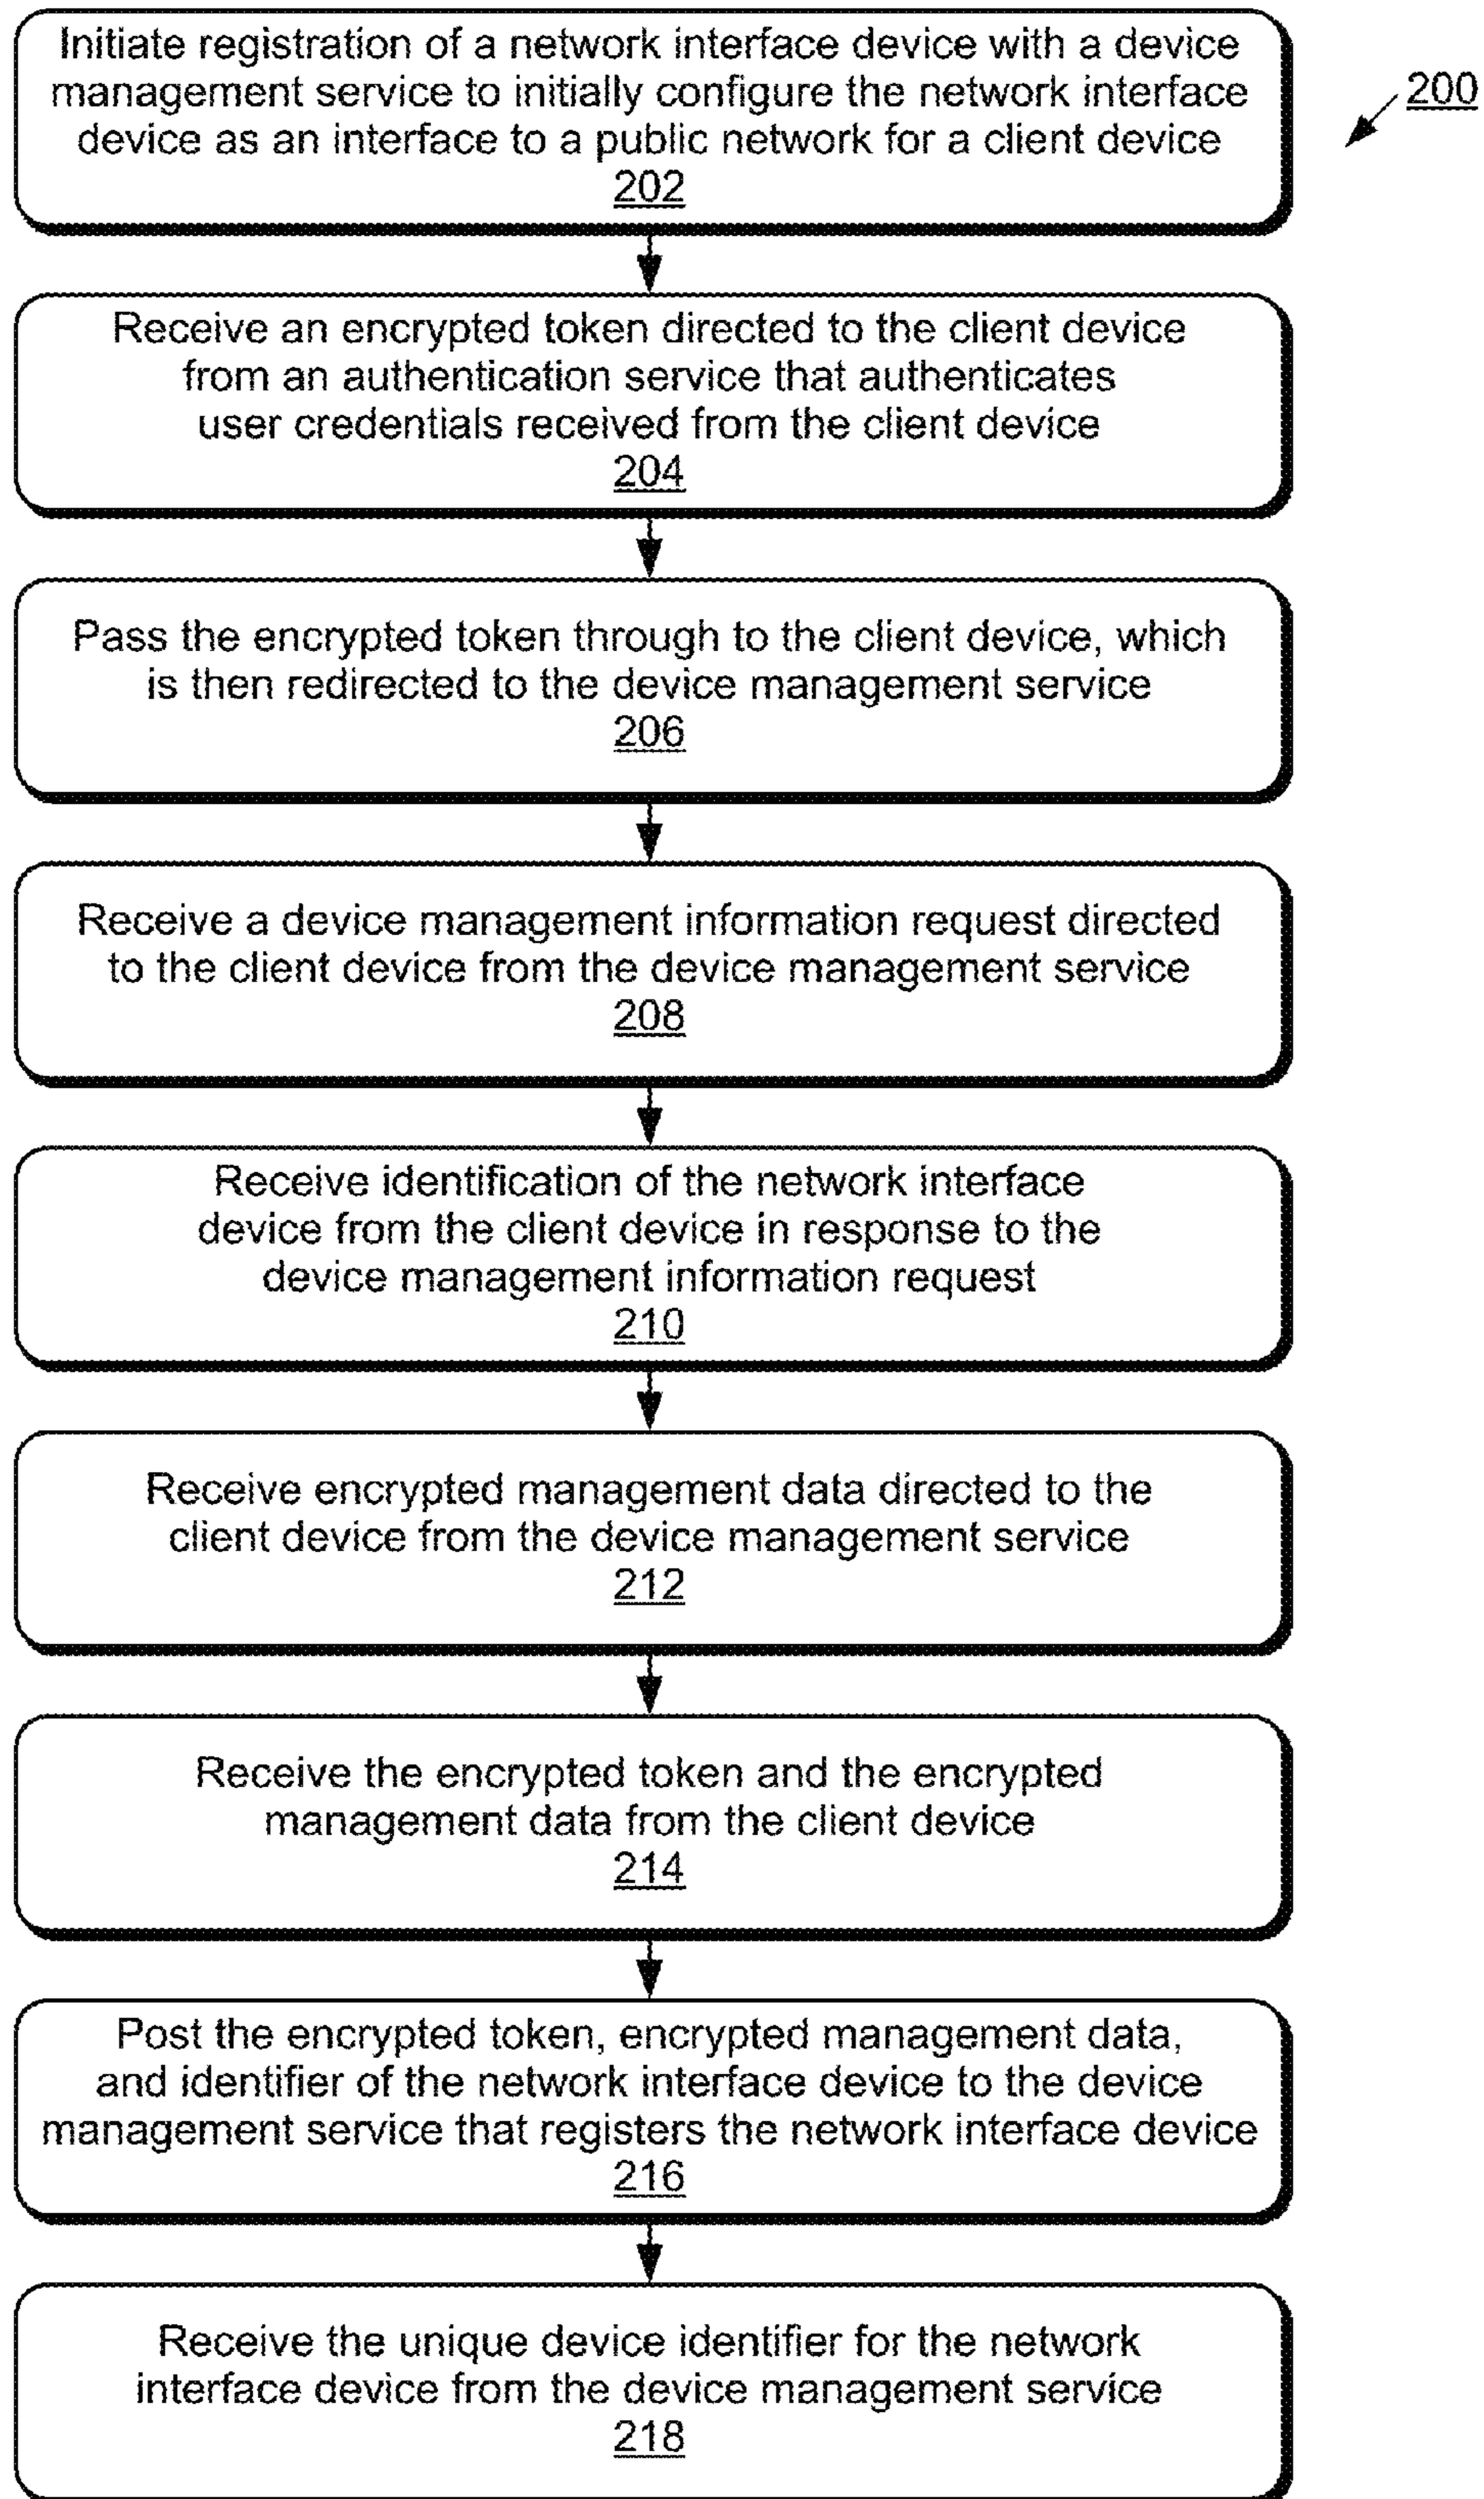 Initiate registration of a network interface device with a device
management service to initially configure the network interface
device as an interface to a public network for a client device
202
200
Receive an encrypted token directed to the client device
from an authentication service that authenticates
user credentials received from the client device
204
Pass the encrypted token through to the client device, which
is then redirected to the device management service
206
Receive a device management information request directed
to the client device from the device management service
208
Receive identification of the network interface
device from the client device in response to the
device management information request
210
Receive encrypted management data directed to the
client device from the device management service
212
Receive the encrypted token and the encrypted
management data from the client device
214
Post the encrypted token, encrypted management data,
and identifier of the network interface device to the device
management service that registers the network interface device
216
Receive the unique device identifier for the network
interface device from the device management service
218